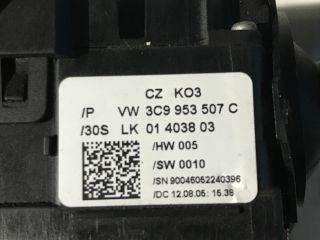 CZ KO3
/P VW 3C9 953 507 C
/30S LK 01 4038 03
/HW 005
/SW 0010
/SN 90046052240396
/DC 12.08.05: 15.38